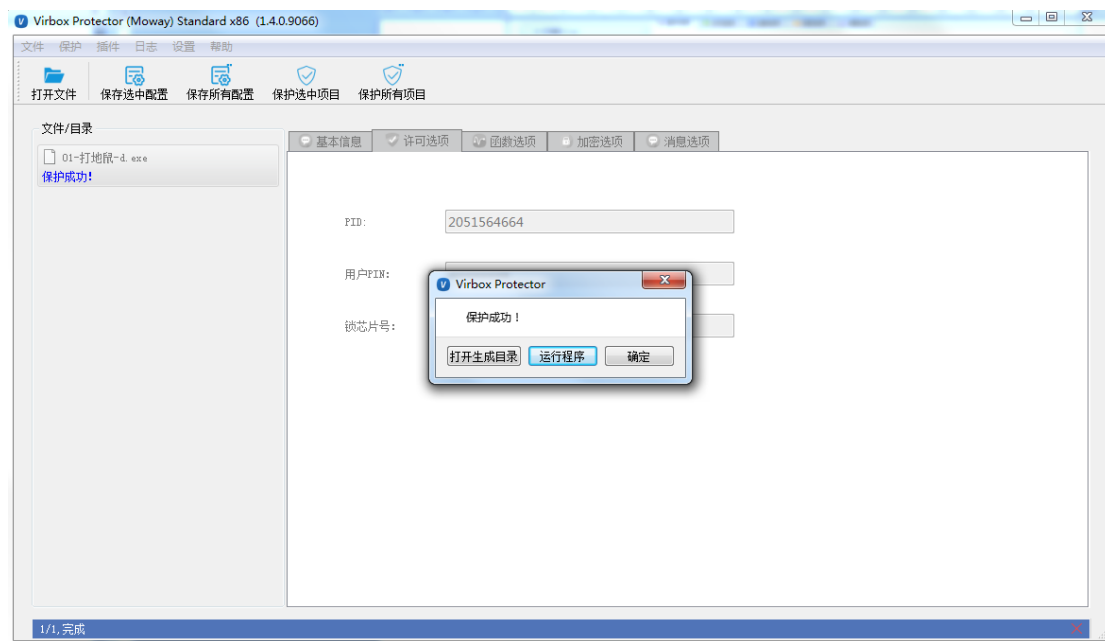 Virbox Protector (Moway) Standard x86 (1.4.0.9066)
文件 保护 插件 日志 设置 帮助
打开文件 保存选中配置 保存所有配置 保护选中项目 保护所有项目
文件/目录
基本信息 许可选项 函数选项 加密选项 消息选项
01-打地鼠-d.exe
保护成功!
PID: 2051564664
用户PIN:
Virbox Protector
保护成功！
锁芯片号:
打开生成目录 运行程序 确定
1/1, 完成